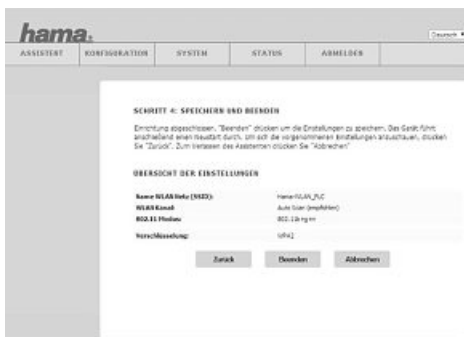 hama.
Deutsch
ASSISTENT KONFIGURATION SYSTEM STATUS ABMELDEN
SCHRITT 4: SPEICHERN UND BEENDEN
Einrichtung abgeschlossen. "Beenden" drücken um die Einstellungen zu speichern. Das Gerät führt
anschließend einen Neustart durch. Um sich die vorgenommenen Einstellungen anzuschauen, drücken
Sie "Zurück". Zum Verlassen des Assistenten drücken Sie "Abbrechen"
ÜBERSICHT DER EINSTELLUNGEN
Name WLAN Netz (SSID): Hama-WLAN_PLC
WLAN Kanal: Auto Scan (empfohlen)
802.11 Modus:
Verschlüsselung: WPA2
Zurück Beenden Abbrechen